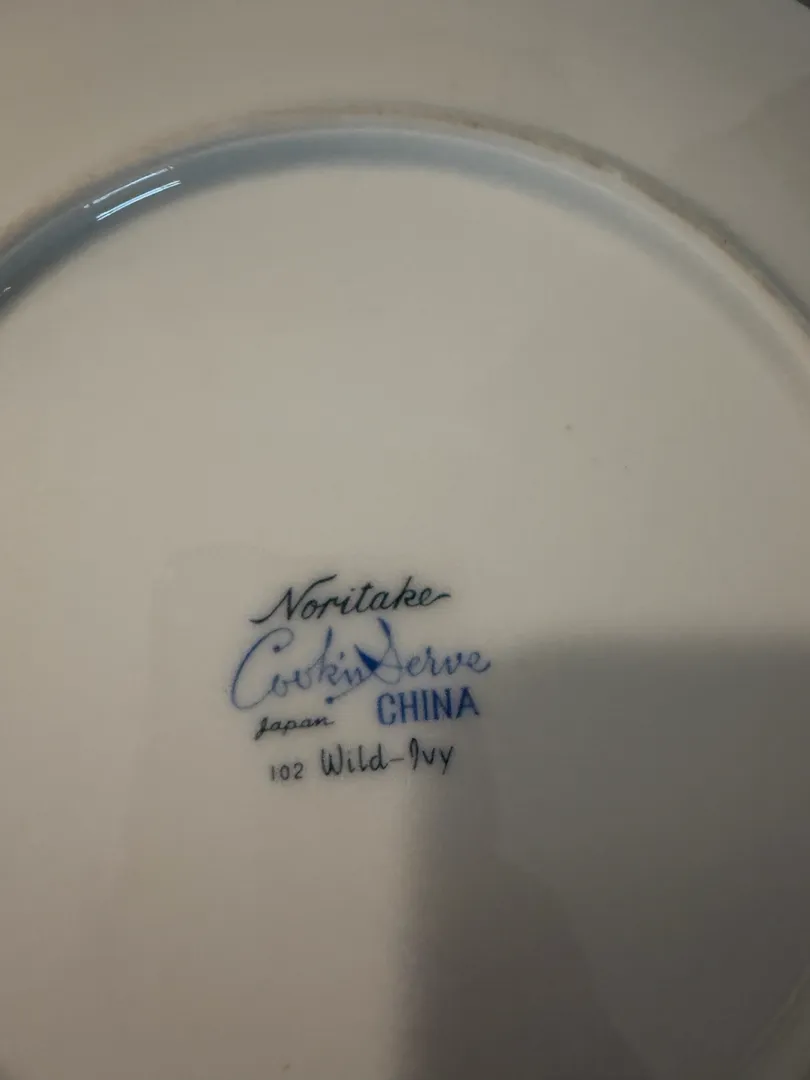 Noritake
Cook'n Serve
Japan CHINA
102 Wild-Ivy